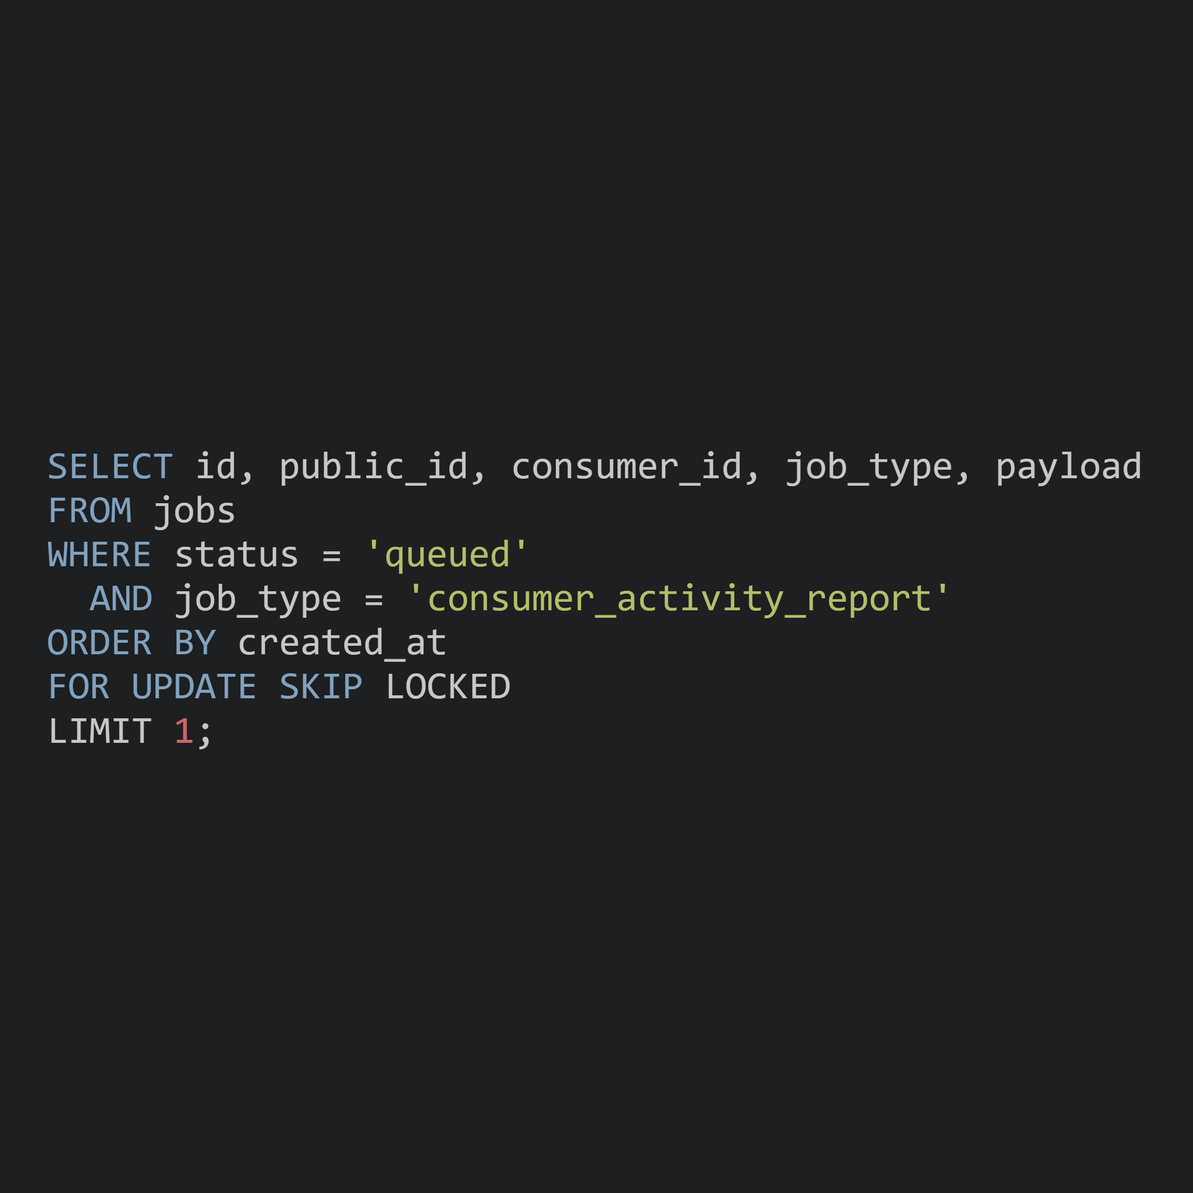 SELECT id, public_id, consumer_id, job_type, payload
FROM jobs
WHERE status = 'queued'
  AND job_type = 'consumer_activity_report'
ORDER BY created_at
FOR UPDATE SKIP LOCKED
LIMIT 1;